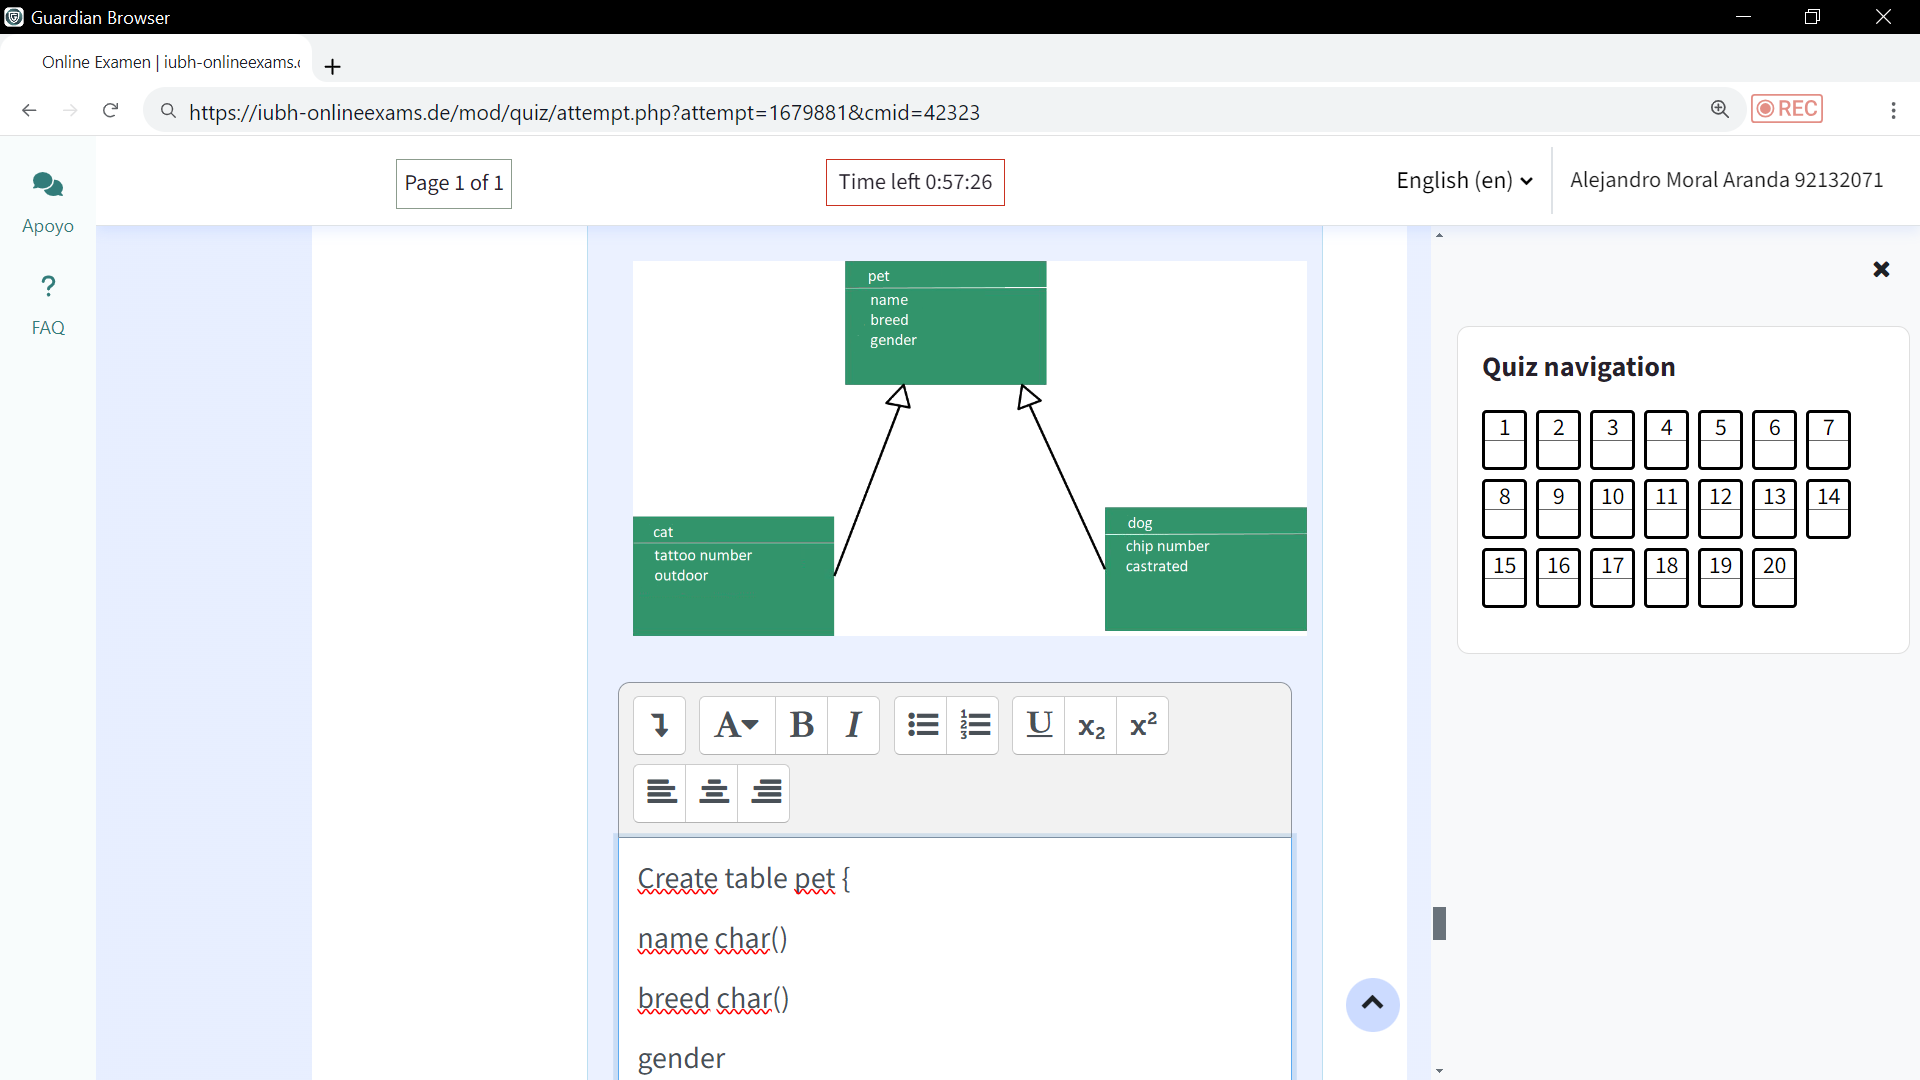 Guardian Browser
Online Examen | iubh-onlineexams.
https://iubh-onlineexams.de/mod/quiz/attempt.php?attempt=1679881&cmid=42323
REC
Page 1 of 1
Time left 0:57:26
English (en)
Alejandro Moral Aranda 92132071
Apoyo
?
FAQ
pet
name
breed
gender
cat
tattoo number
outdoor
dog
chip number
castrated
Quiz navigation
1 2 3 4 5 6 7
8 9 10 11 12 13 14
15 16 17 18 19 20
A B I U x₂ x²
Create table pet {
name char()
breed char()
gender